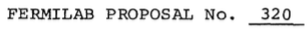 FERMILAB PROPOSAL No. 320